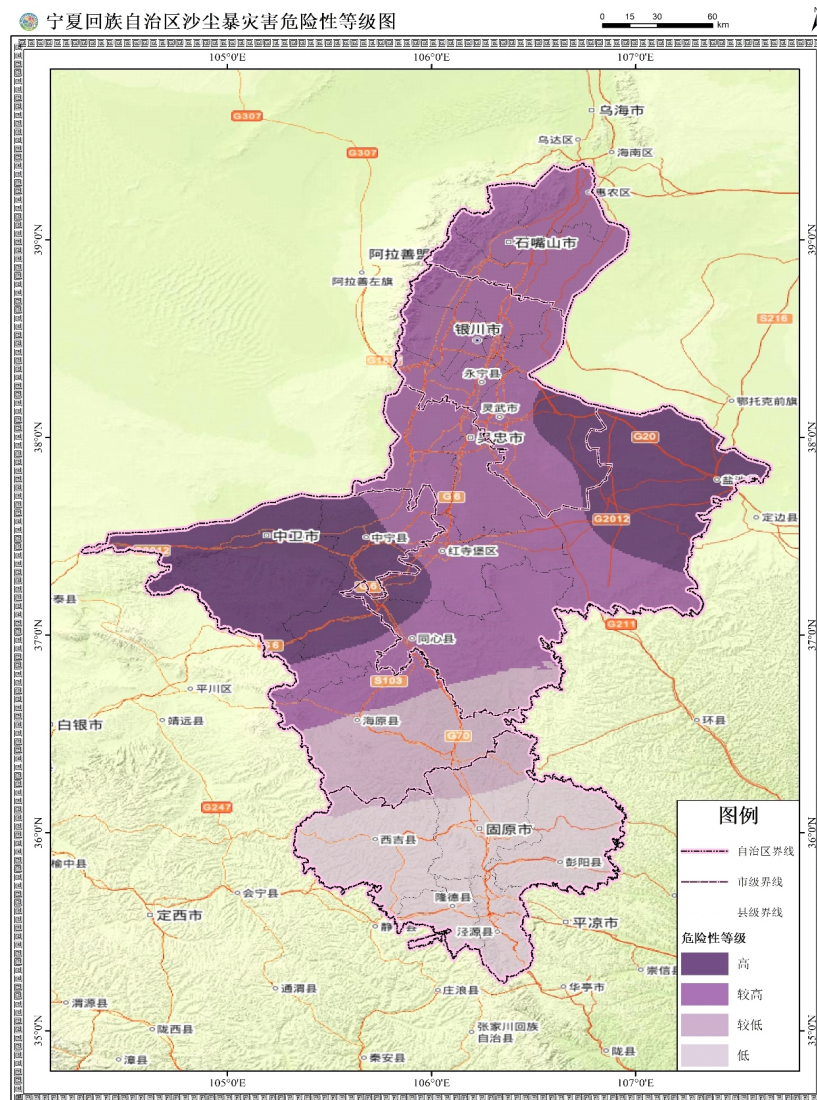 宁夏回族自治区沙尘暴灾害危险性等级图
0 15 30 60
km
105°0'E 106°0'E 107°0'E
乌海市
G307
乌达区
海南区
G307
惠农区
39°0'N
石嘴山市
39°0'N
阿拉善盟
阿拉善左旗
S216
银川市
永宁县
鄂托克前旗
灵武市
38°0'N
吴忠市
G20
38°0'N
G6
定边县
G2012
中卫市
中宁县
红寺堡区
37°0'N
G211
37°0'N
同心县
S103
平川区
海原县
白银市
靖远县
环县
G70
G247
36°0'N
固原市
36°0'N
西吉县
彭阳县
榆中县
会宁县
隆德县
定西市
平凉市
泾源县
崇信县
通渭县
庄浪县
华亭市
渭源县
35°0'N
陇西县
张家川回族
自治县
35°0'N
漳县
秦安县
陇县
图例
自治区界线
市级界线
县级界线
危险性等级
高
较高
较低
低
105°0'E 106°0'E 107°0'E